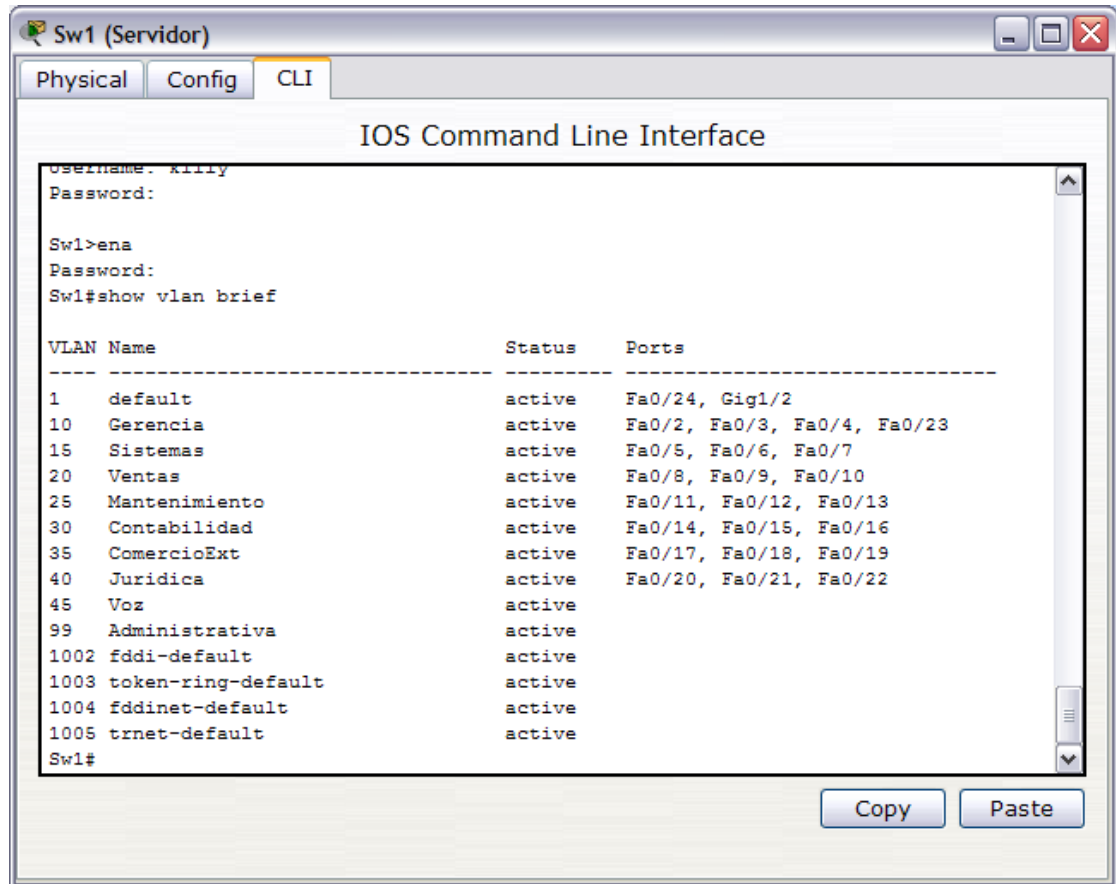 Sw1 (Servidor)
Physical Config CLI
IOS Command Line Interface
Username: killy
Password:
Sw1>ena
Password:
Sw1#show vlan brief
VLAN Name Status Ports
---- -------------------------------- --------- -------------------------------
1 default active Fa0/24, Gig1/2
10 Gerencia active Fa0/2, Fa0/3, Fa0/4, Fa0/23
15 Sistemas active Fa0/5, Fa0/6, Fa0/7
20 Ventas active Fa0/8, Fa0/9, Fa0/10
25 Mantenimiento active Fa0/11, Fa0/12, Fa0/13
30 Contabilidad active Fa0/14, Fa0/15, Fa0/16
35 ComercioExt active Fa0/17, Fa0/18, Fa0/19
40 Juridica active Fa0/20, Fa0/21, Fa0/22
45 Voz active
99 Administrativa active
1002 fddi-default active
1003 token-ring-default active
1004 fddinet-default active
1005 trnet-default active
Sw1#
Copy Paste